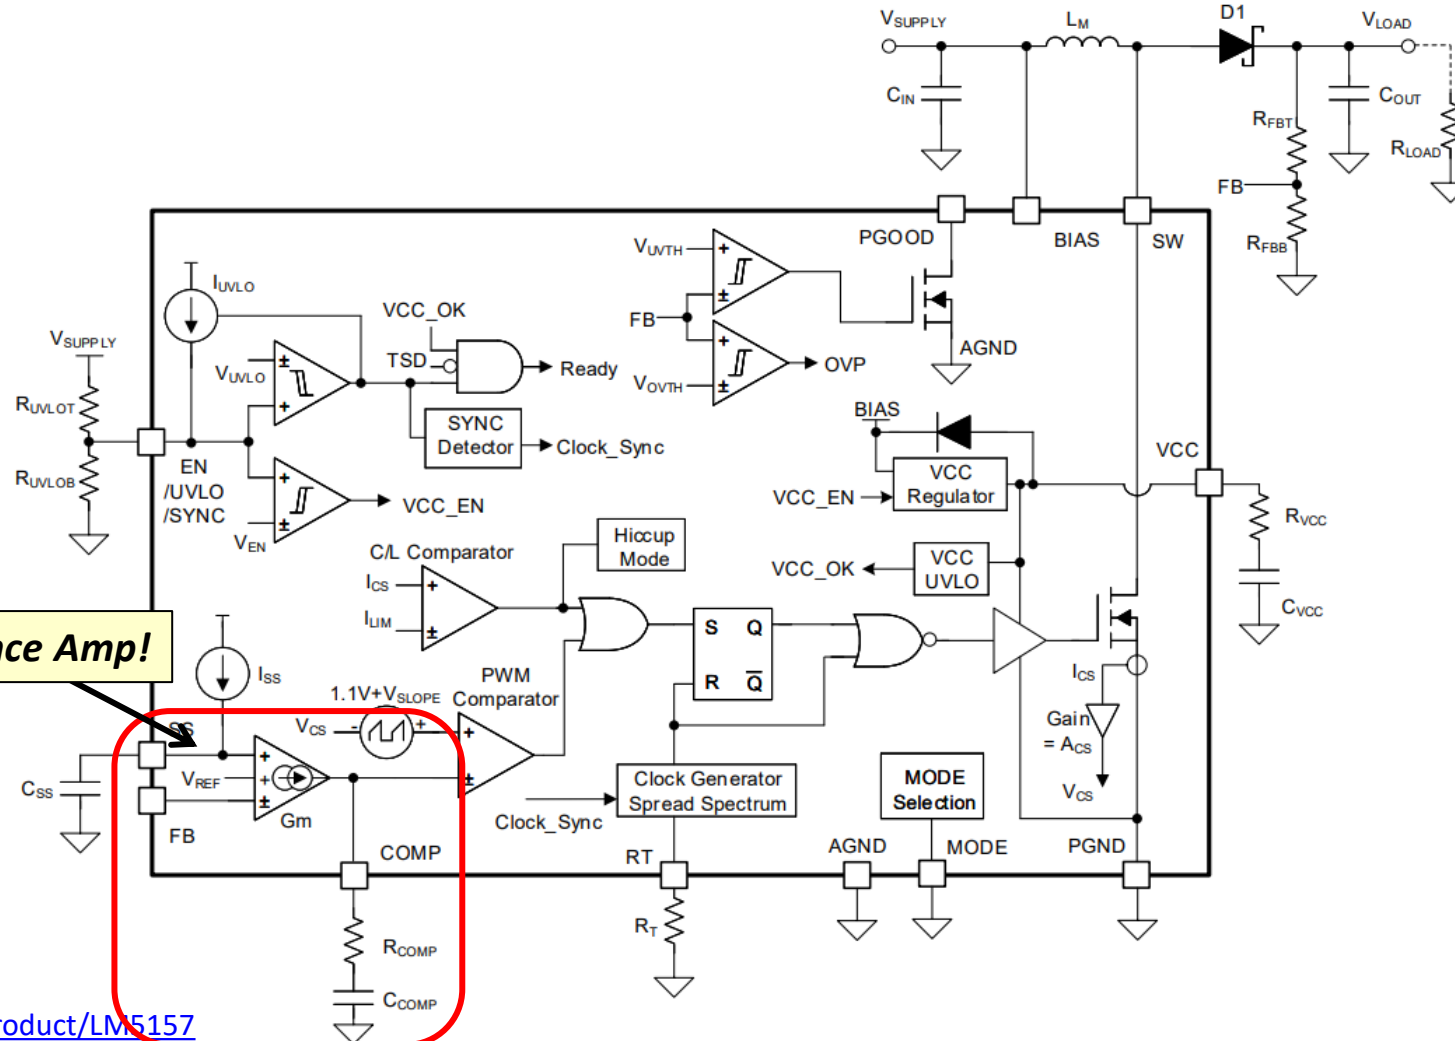 VSUPPLY
LM
D1
VLOAD
CIN
COUT
RFBT
RLOAD
FB
RFBB
PGOOD
BIAS
SW
VUVTH
+
±
FB
+
±
VOVTH
OVP
AGND
IUVLO
VSUPPLY
RUVLOT
RUVLOB
VUVLO
±
+
VCC_OK
TSD
Ready
SYNC
Detector
Clock_Sync
EN
/UVLO
/SYNC
+
±
VEN
VCC_EN
BIAS
VCC
Regulator
VCC_EN
VCC
RVCC
CVCC
VCC_OK
VCC
UVLO
C/L Comparator
ICS
+
ILIM
±
Hiccup
Mode
S Q
R Q̅
PWM
Comparator
1.1V+VSLOPE
VCS
- +
+
±
ICS
Gain
= ACS
VCS
nce Amp!
ISS
SS
CSS
VREF
+
+
±
Gm
FB
COMP
RCOMP
CCOMP
Clock Generator
Spread Spectrum
Clock_Sync
RT
RT
MODE
Selection
AGND
MODE
PGND
roduct/LM5157